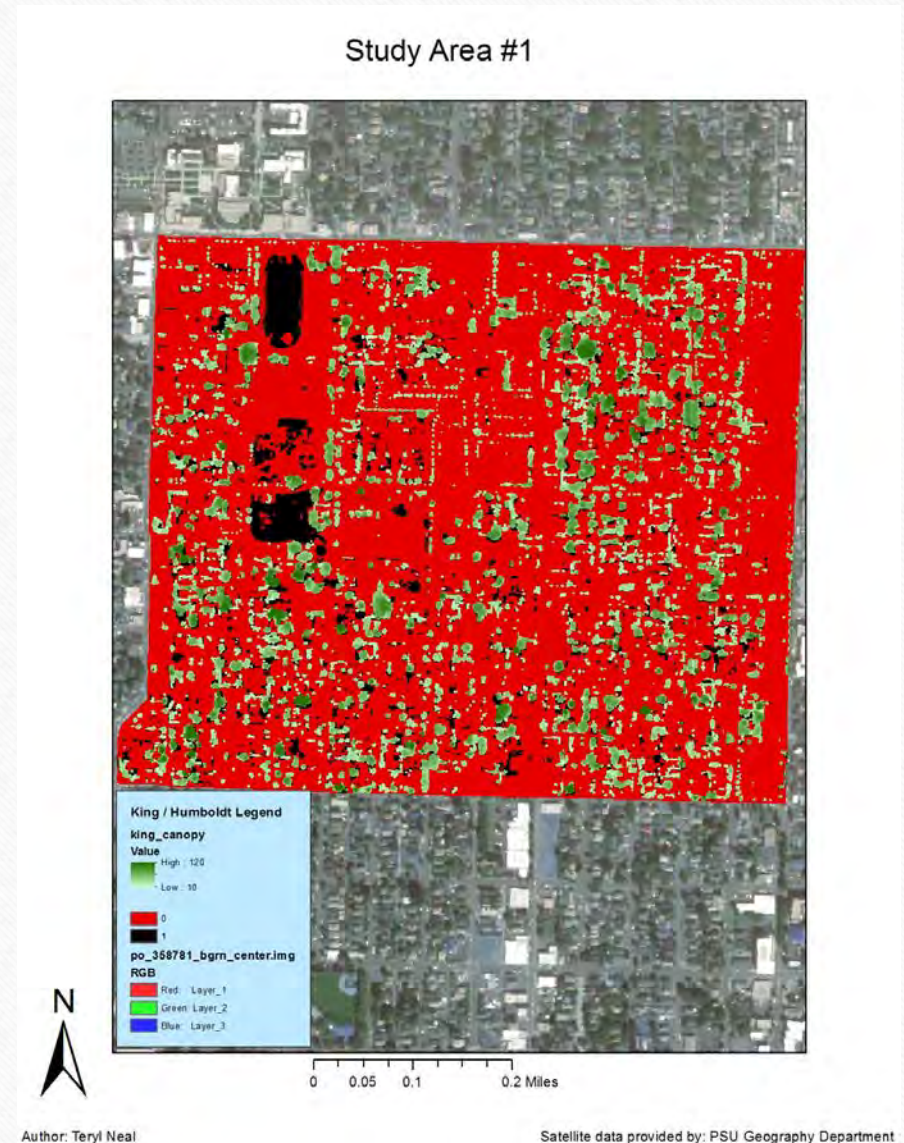 Study Area #1
King / Humboldt Legend
king_canopy
Value
High : 120
Low : 10
0
1
po_358781_bgrn_center.img
RGB
Red: Layer_1
Green: Layer_2
Blue: Layer_3
N
0 0.05 0.1 0.2 Miles
Author: Teryl Neal
Satellite data provided by: PSU Geography Department